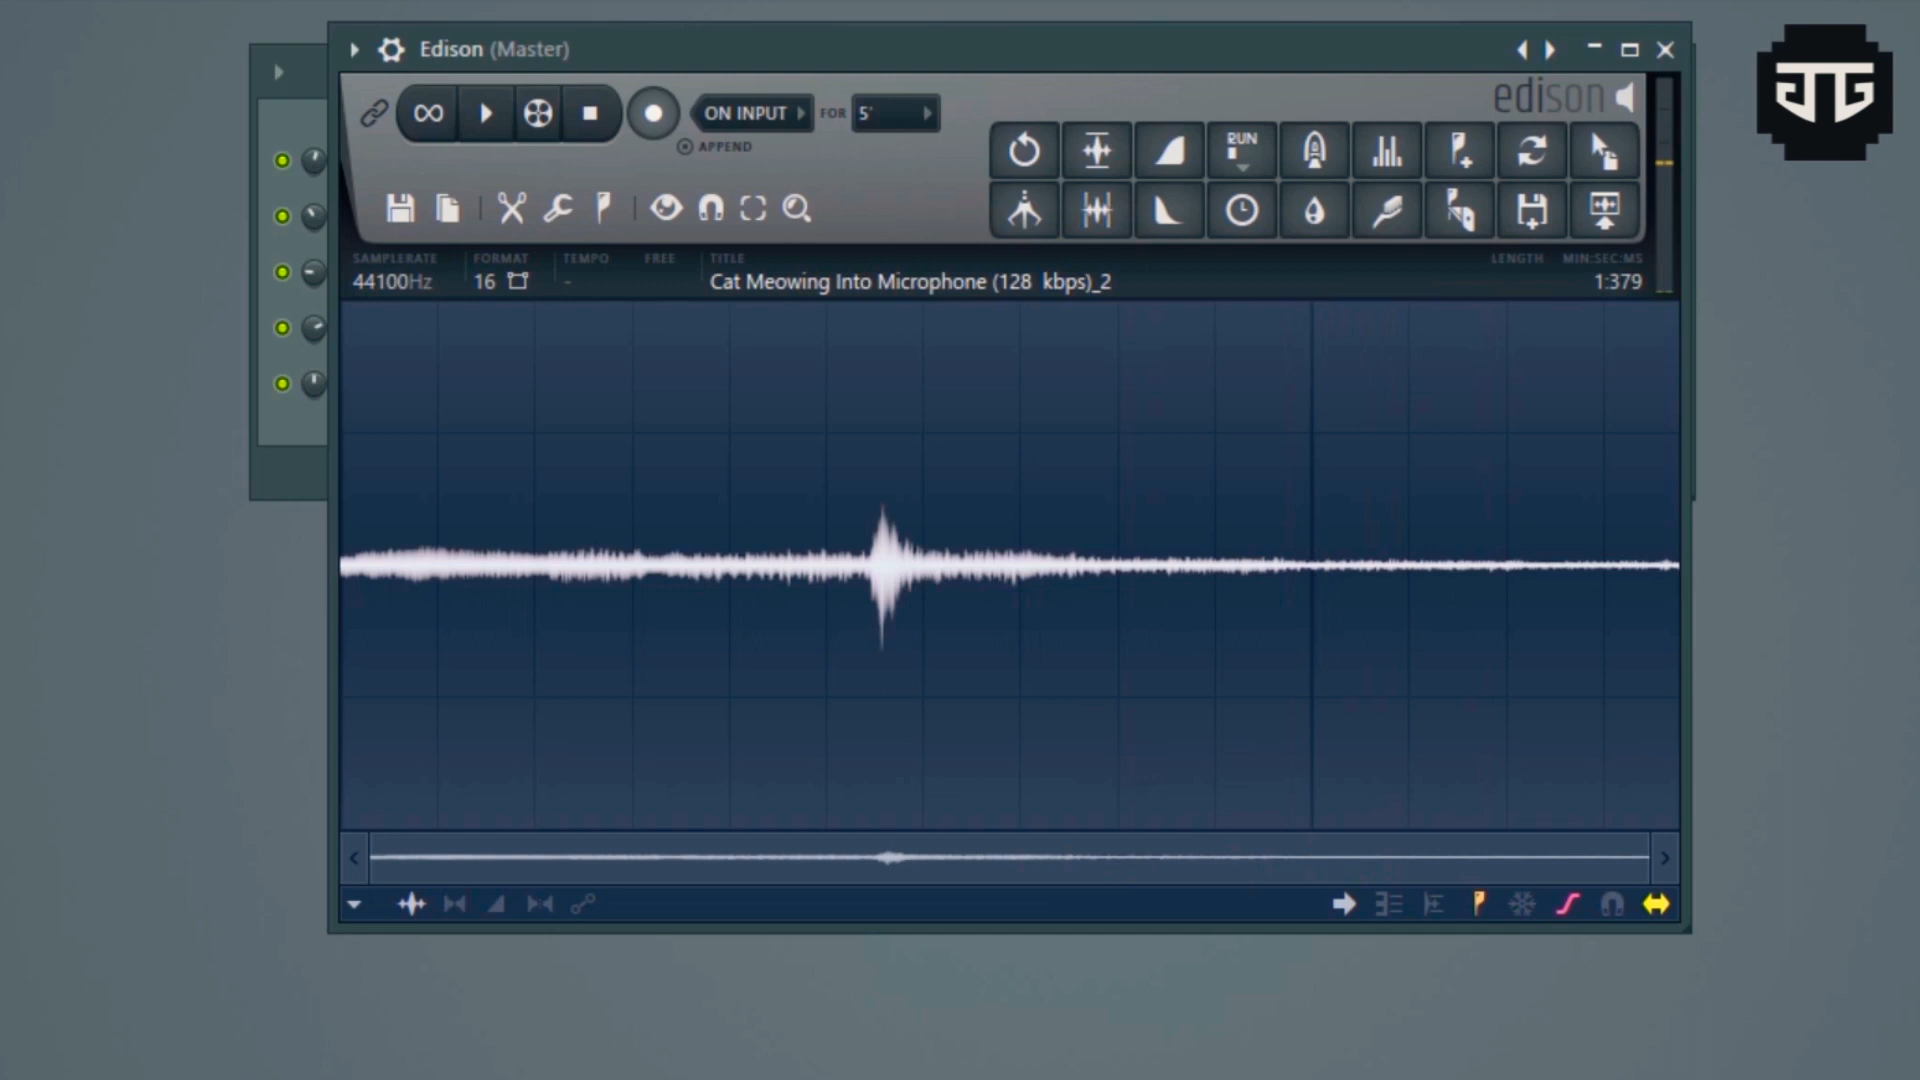 Edison (Master)
edison
ON INPUT FOR 5'
APPEND
RUN
SAMPLERATE FORMAT TEMPO FREE TITLE LENGTH MIN:SEC:MS
44100Hz 16 - Cat Meowing Into Microphone (128 kbps)_2 1:379